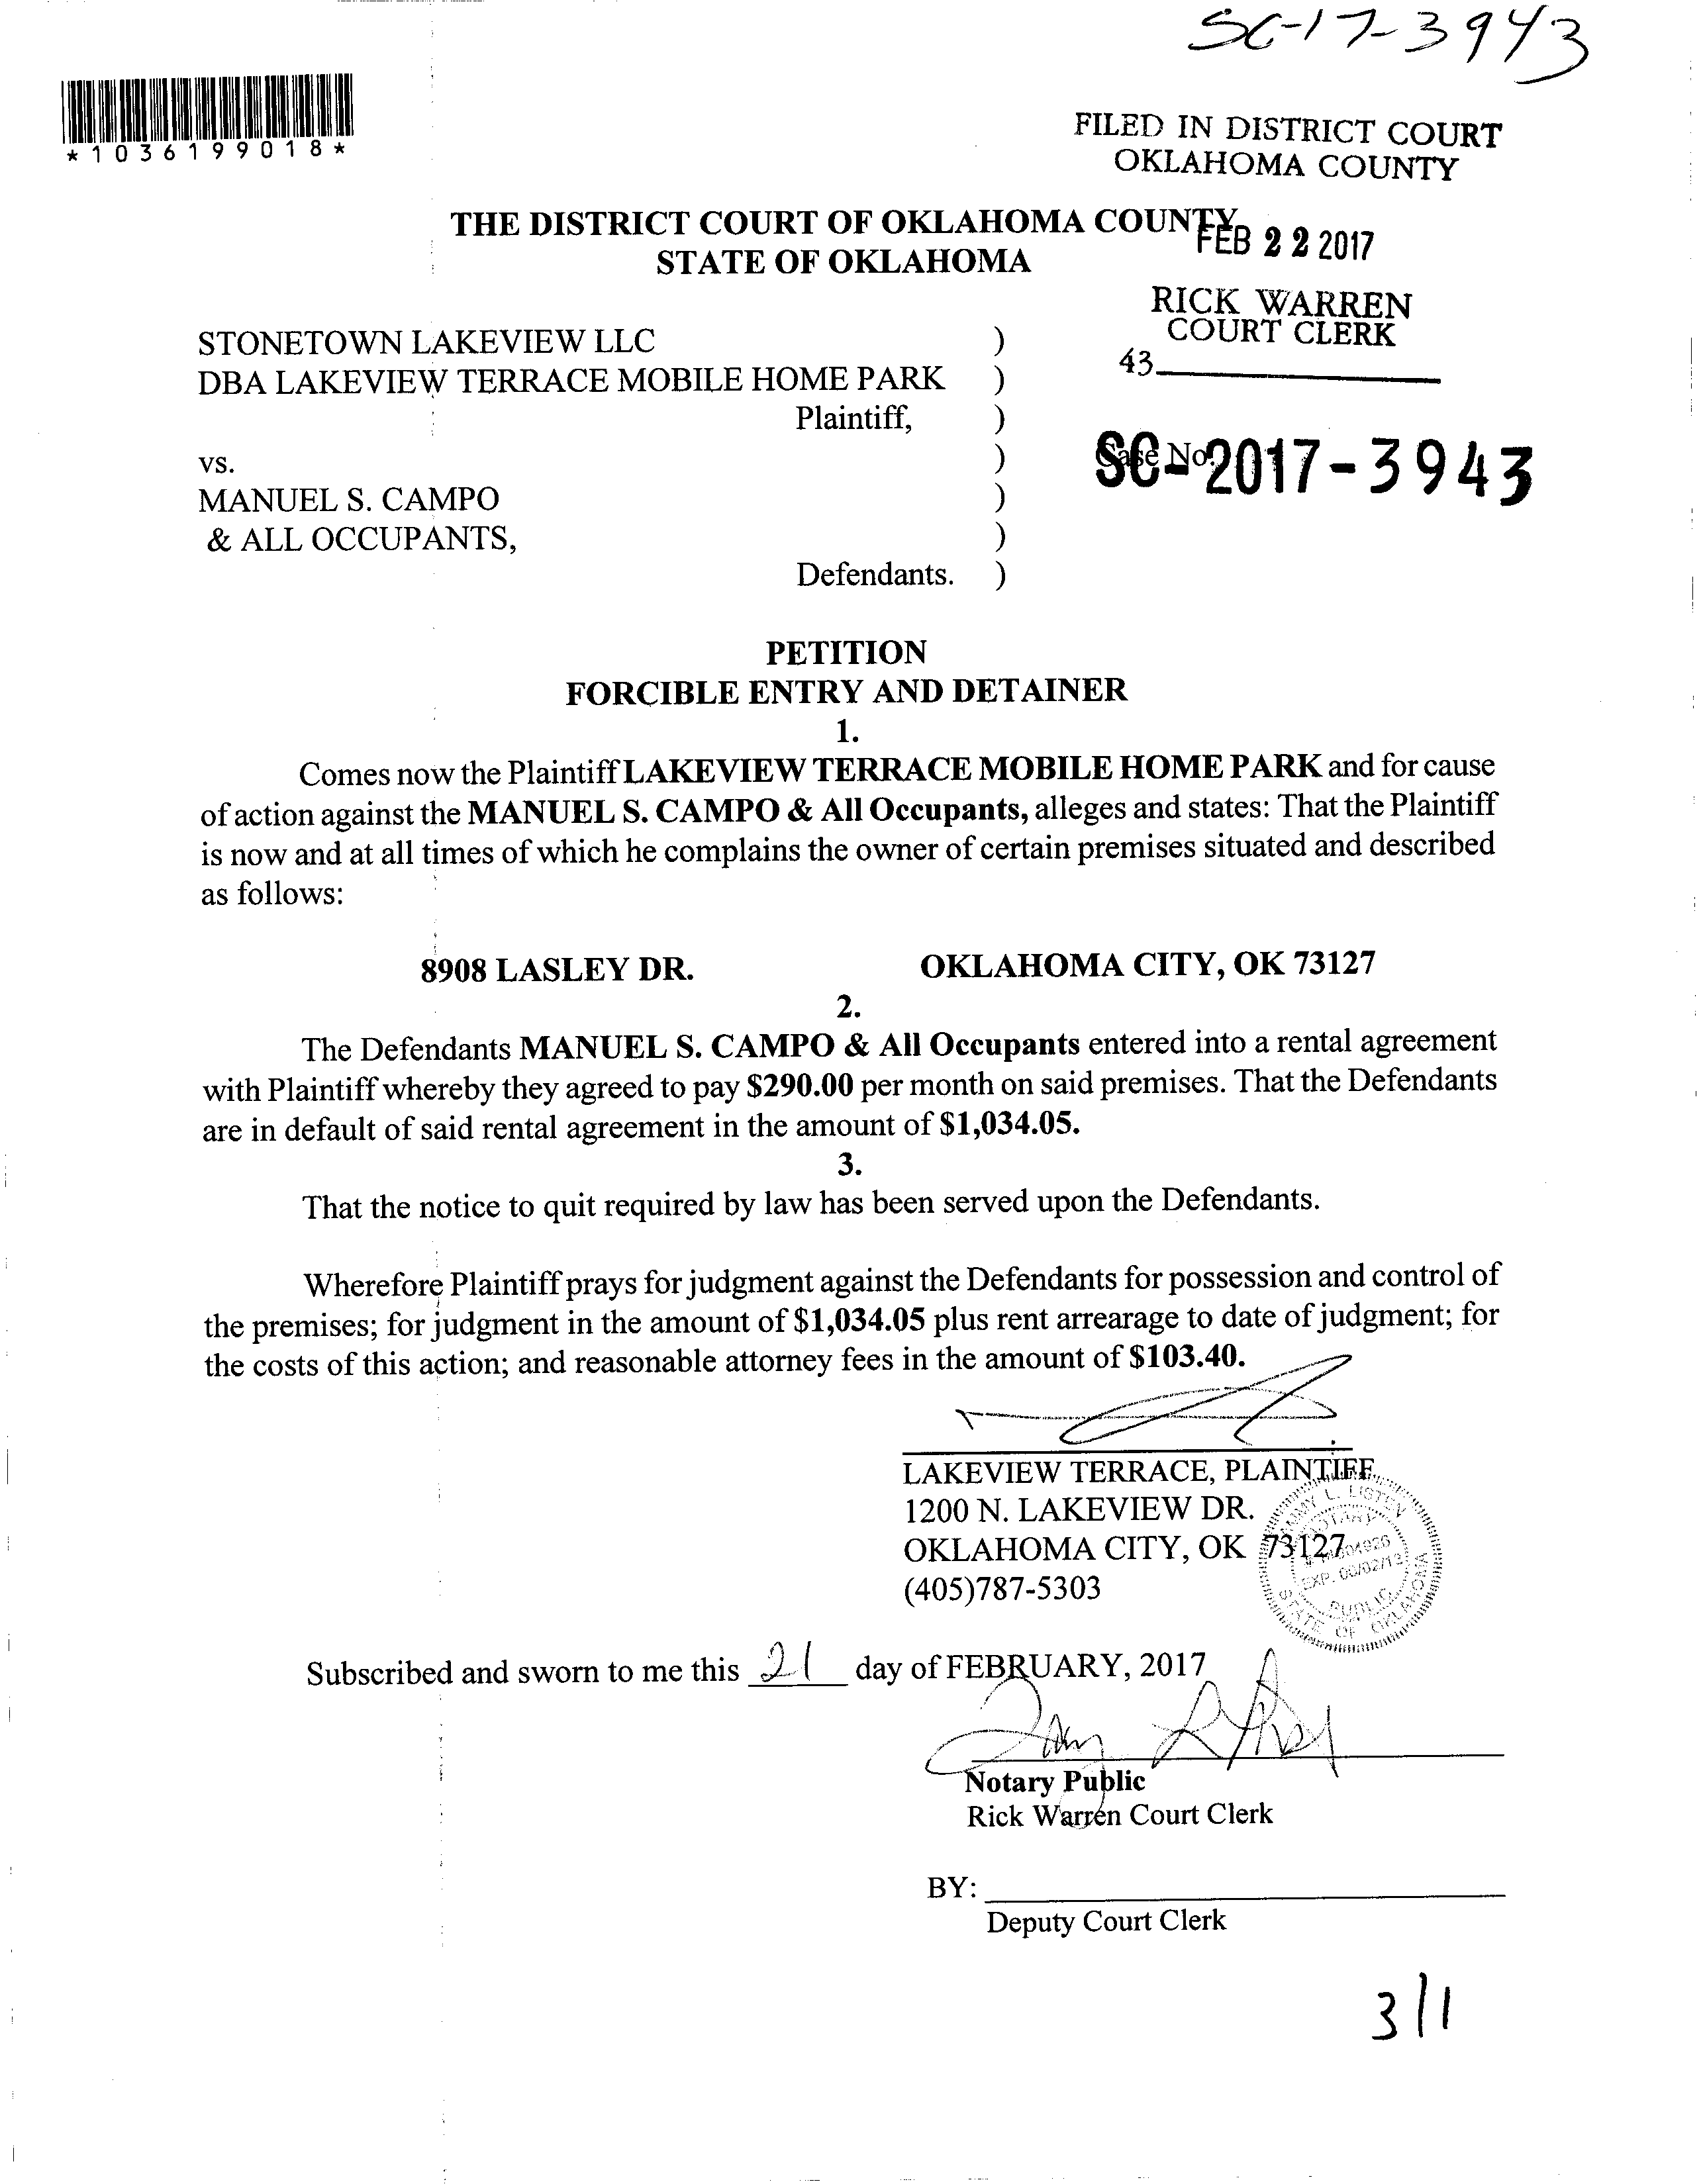 SC-17-3943
*1036199018*
FILED IN DISTRICT COURT
OKLAHOMA COUNTY
THE DISTRICT COURT OF OKLAHOMA COUNTY
FEB 22 2017
STATE OF OKLAHOMA
RICK WARREN
COURT CLERK
43
STONETOWN LAKEVIEW LLC )
DBA LAKEVIEW TERRACE MOBILE HOME PARK )
Plaintiff, )
vs. )
Case No.
SC-2017-3943
MANUEL S. CAMPO )
& ALL OCCUPANTS, )
Defendants. )
PETITION
FORCIBLE ENTRY AND DETAINER
1.
Comes now the Plaintiff LAKEVIEW TERRACE MOBILE HOME PARK and for cause
of action against the MANUEL S. CAMPO & All Occupants, alleges and states: That the Plaintiff
is now and at all times of which he complains the owner of certain premises situated and described
as follows:
8908 LASLEY DR. OKLAHOMA CITY, OK 73127
2.
The Defendants MANUEL S. CAMPO & All Occupants entered into a rental agreement
with Plaintiff whereby they agreed to pay $290.00 per month on said premises. That the Defendants
are in default of said rental agreement in the amount of $1,034.05.
3.
That the notice to quit required by law has been served upon the Defendants.
Wherefore Plaintiff prays for judgment against the Defendants for possession and control of
the premises; for judgment in the amount of $1,034.05 plus rent arrearage to date of judgment; for
the costs of this action; and reasonable attorney fees in the amount of $103.40.
LAKEVIEW TERRACE, PLAINTIFF
1200 N. LAKEVIEW DR.
OKLAHOMA CITY, OK 73127
(405)787-5303
NOTARY
PUBLIC
STATE OF OKLAHOMA
Subscribed and sworn to me this 21 day of FEBRUARY, 2017
Notary Public
Rick Warren Court Clerk
BY:
Deputy Court Clerk
3/1